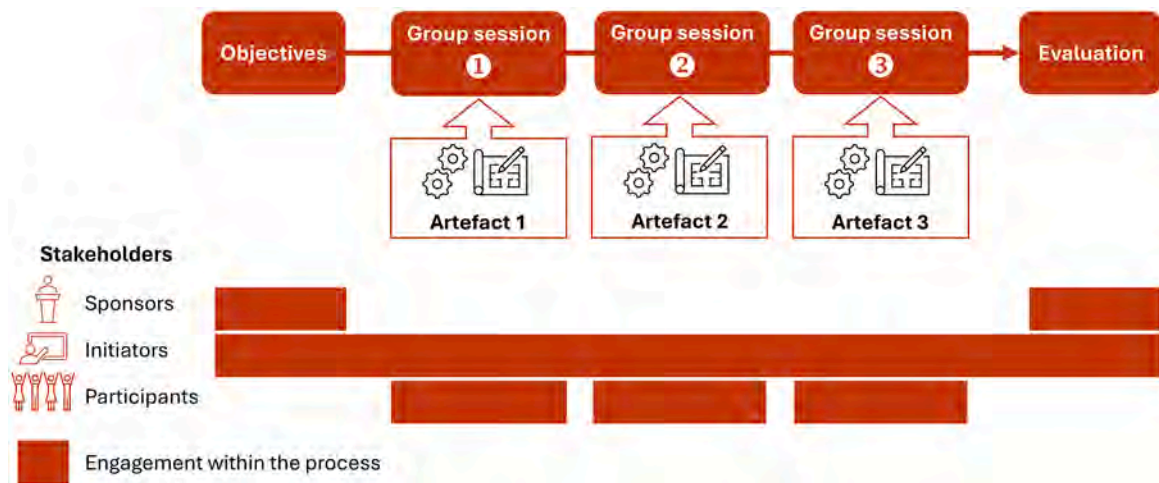 Objectives
Group session
1
Group session
2
Group session
3
Evaluation
Artefact 1
Artefact 2
Artefact 3
Stakeholders
Sponsors
Initiators
Participants
Engagement within the process